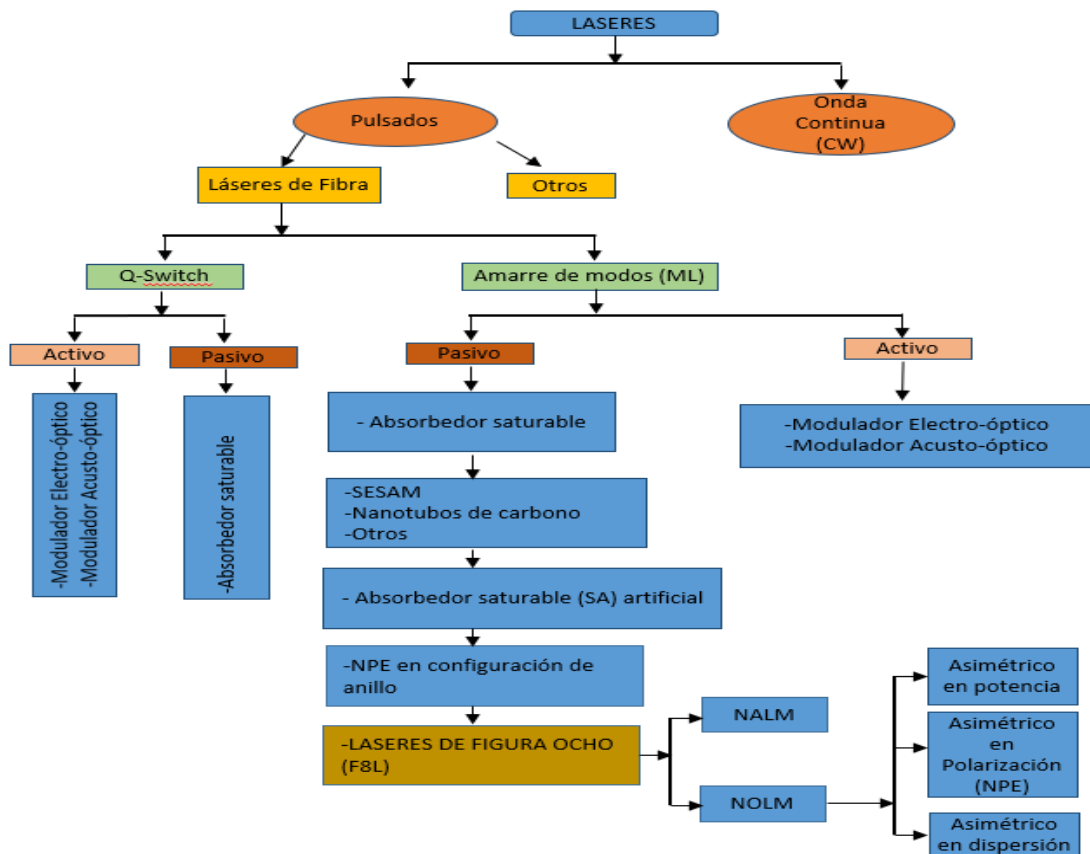 LASERES
Pulsados
Onda
Continua
(CW)
Láseres de Fibra
Otros
Q-Switch
Amarre de modos (ML)
Activo
Pasivo
Pasivo
Activo
-Modulador Electro-óptico
-Modulador Acusto-óptico
-Absorbedor saturable
- Absorbedor saturable
-Modulador Electro-óptico
-Modulador Acusto-óptico
-SESAM
-Nanotubos de carbono
-Otros
- Absorbedor saturable (SA) artificial
-NPE en configuración de
anillo
-LASERES DE FIGURA OCHO
(F8L)
NALM
NOLM
Asimétrico
en potencia
Asimétrico
en
Polarización
(NPE)
Asimétrico
en dispersión